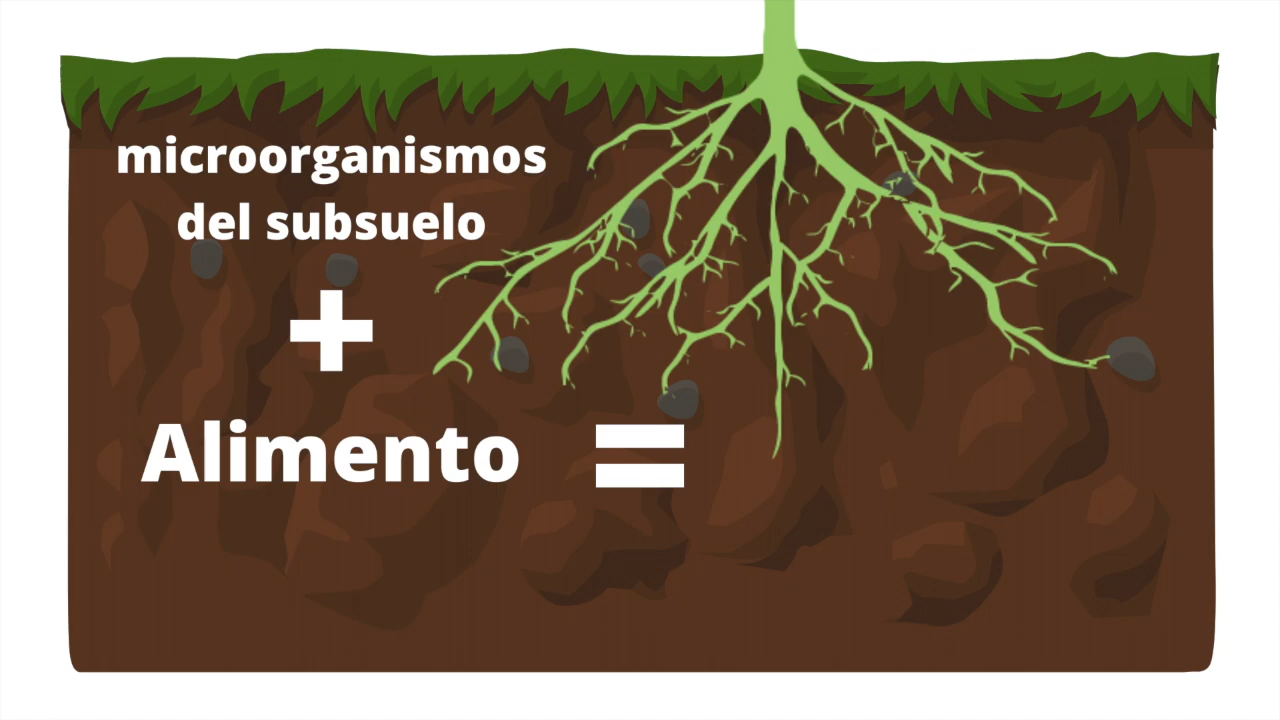 microorganismos
del subsuelo
+
Alimento =